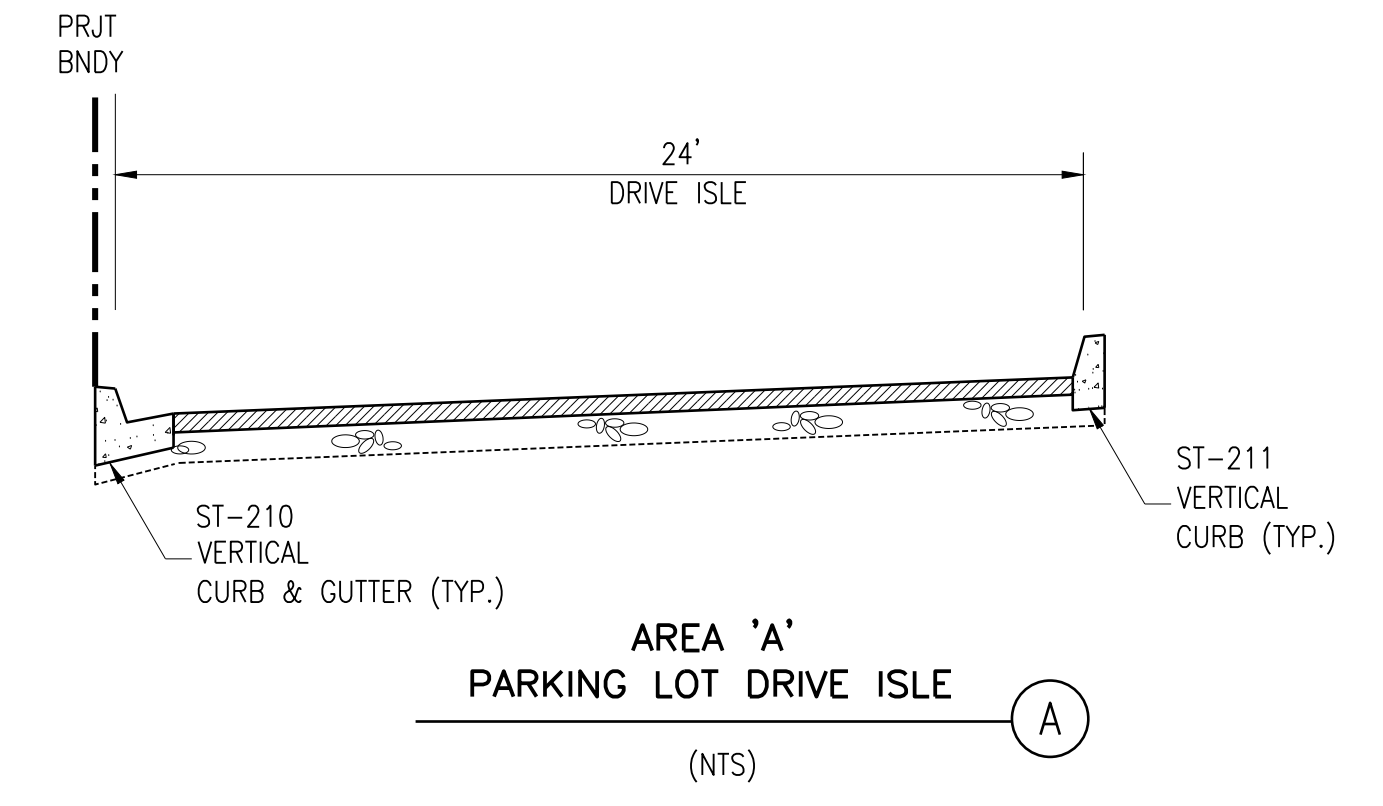 PRJT
BNDY
24'
DRIVE ISLE
ST-211
VERTICAL
CURB (TYP.)
ST-210
VERTICAL
CURB & GUTTER (TYP.)
AREA 'A'
PARKING LOT DRIVE ISLE
A
(NTS)